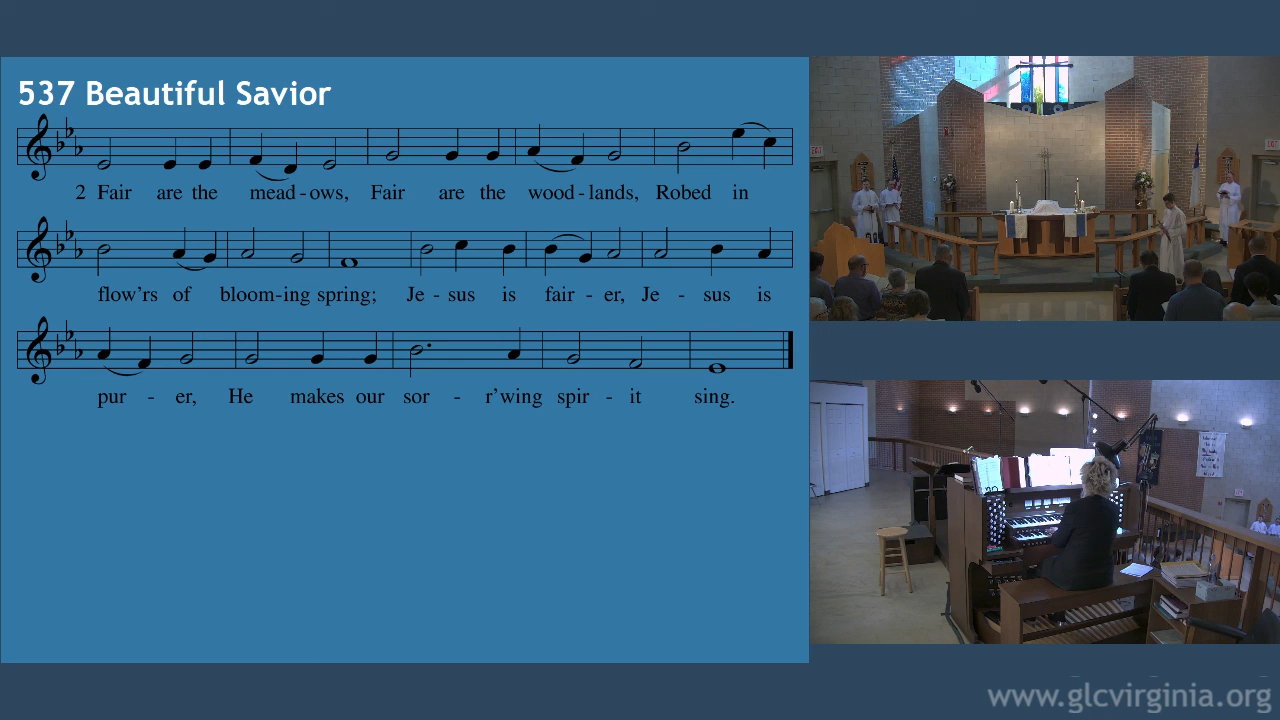 537 Beautiful Savior
2 Fair are the mead - ows, Fair are the wood - lands, Robed in
flow'rs of bloom - ing spring; Je - sus is fair - er, Je - sus is
pur - er, He makes our sor - r'wing spir - it sing.
www.glcvirginia.org